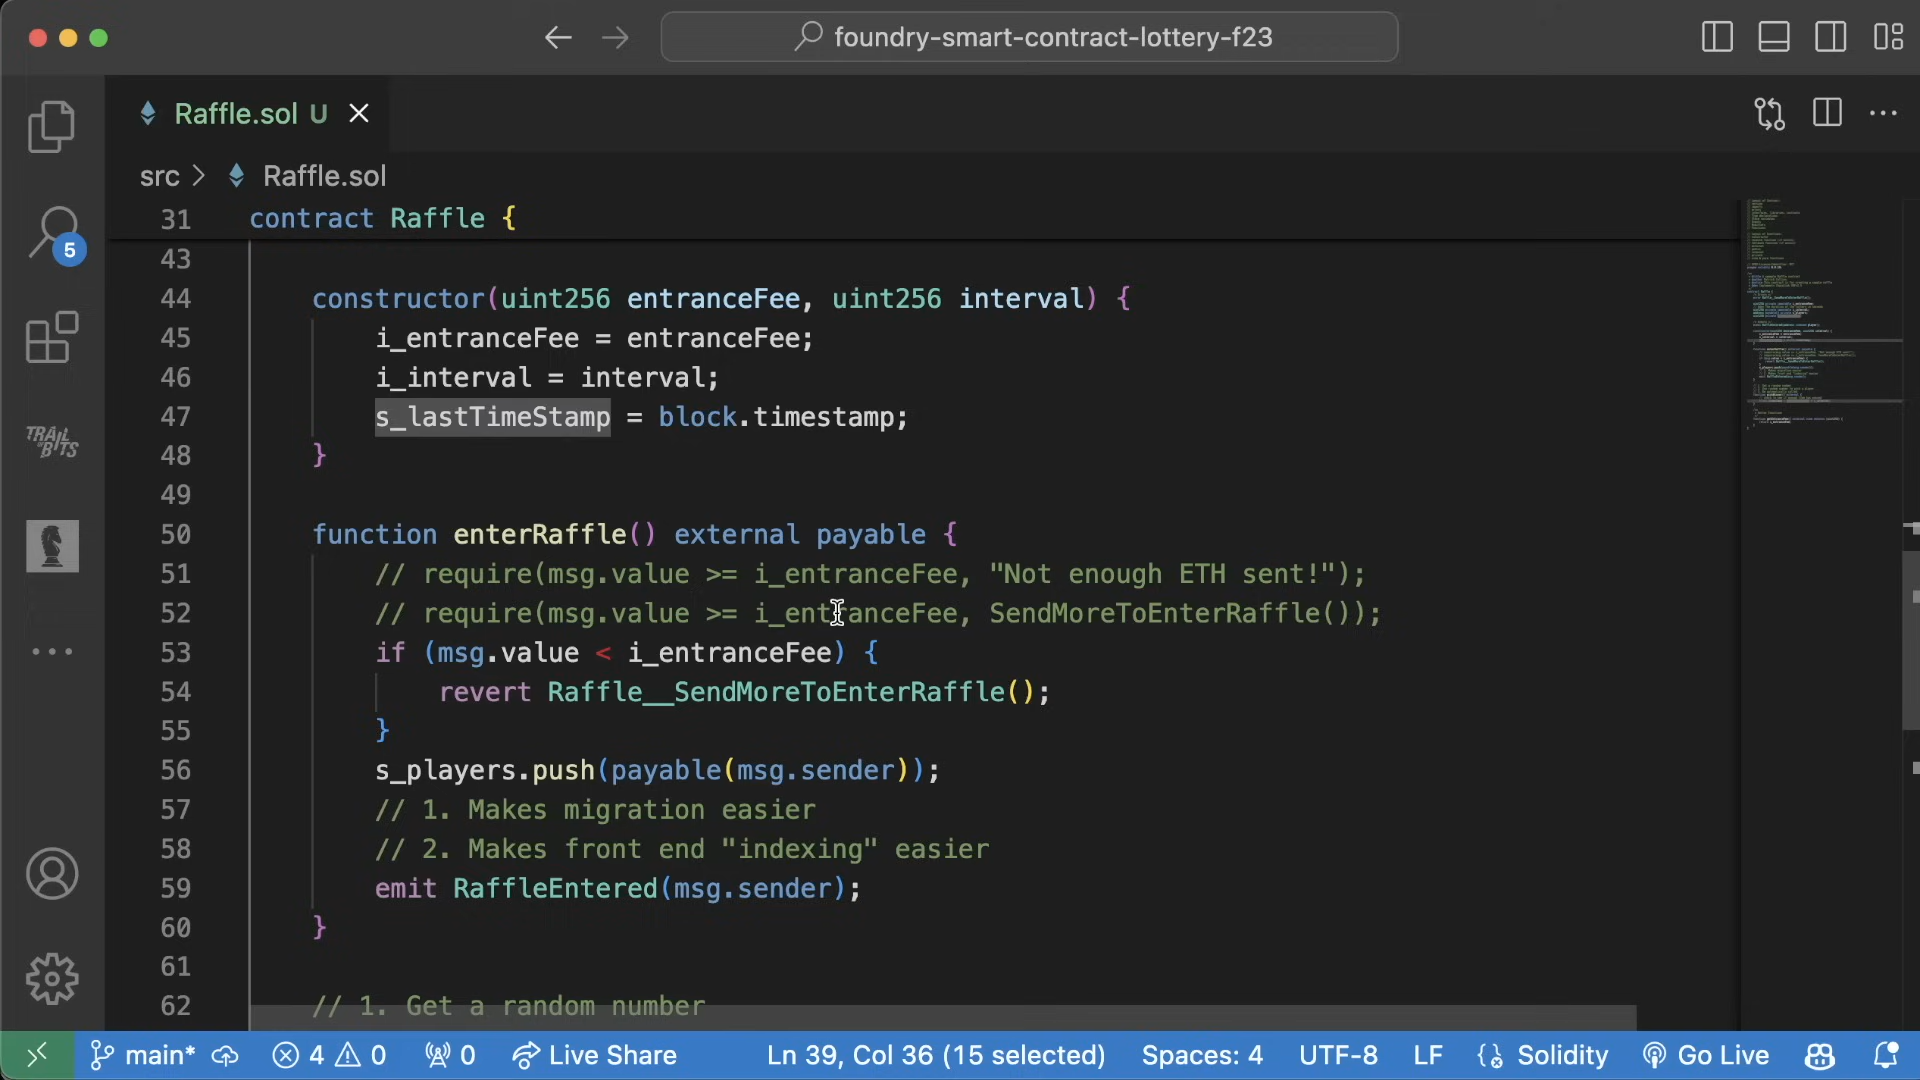 foundry-smart-contract-lottery-f23
Raffle.sol U
src > Raffle.sol
5
TRAIL OF BITS
31 contract Raffle {
43
44 constructor(uint256 entranceFee, uint256 interval) {
45 i_entranceFee = entranceFee;
46 i_interval = interval;
47 s_lastTimeStamp = block.timestamp;
48 }
49
50 function enterRaffle() external payable {
51 // require(msg.value >= i_entranceFee, "Not enough ETH sent!");
52 // require(msg.value >= i_entranceFee, SendMoreToEnterRaffle());
53 if (msg.value < i_entranceFee) {
54 revert Raffle__SendMoreToEnterRaffle();
55 }
56 s_players.push(payable(msg.sender));
57 // 1. Makes migration easier
58 // 2. Makes front end "indexing" easier
59 emit RaffleEntered(msg.sender);
60 }
61
62 // 1. Get a random number
main* 4 0 0 Live Share Ln 39, Col 36 (15 selected) Spaces: 4 UTF-8 LF Solidity Go Live